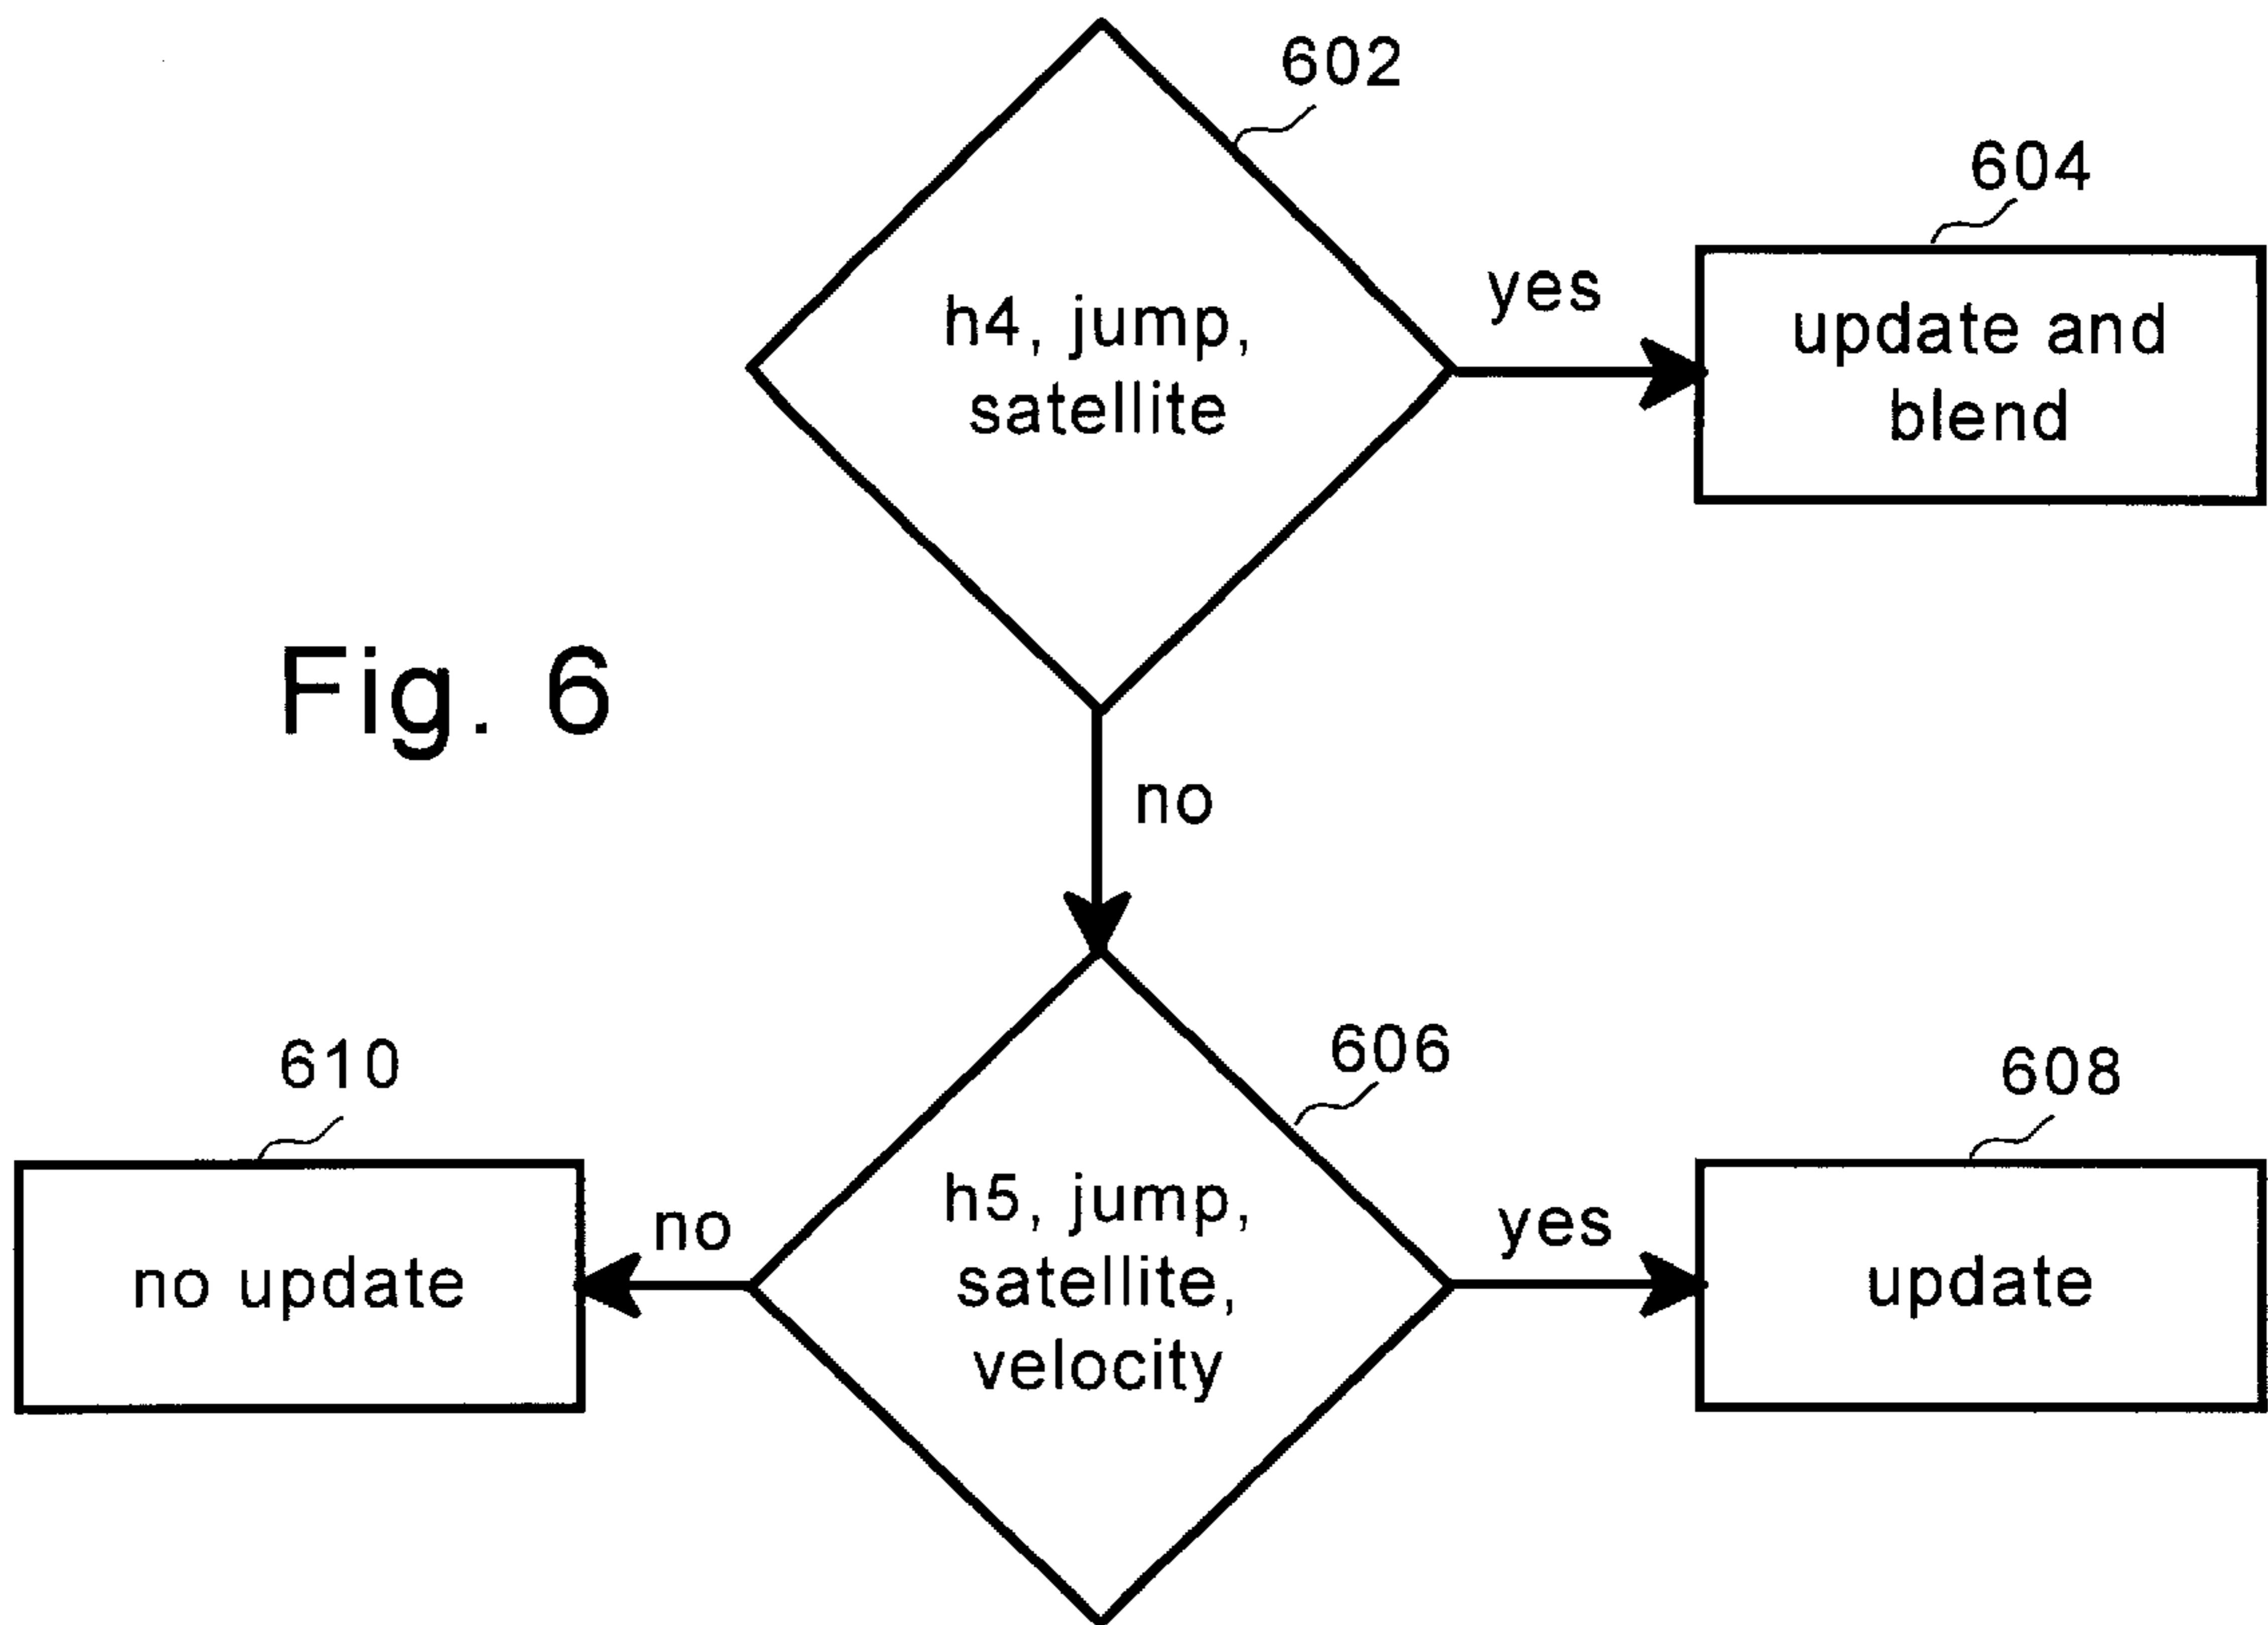 602
604
h4, jump,
satellite
yes
update and
blend
Fig. 6
no
610
606
608
no update
no
h5, jump,
satellite,
velocity
yes
update